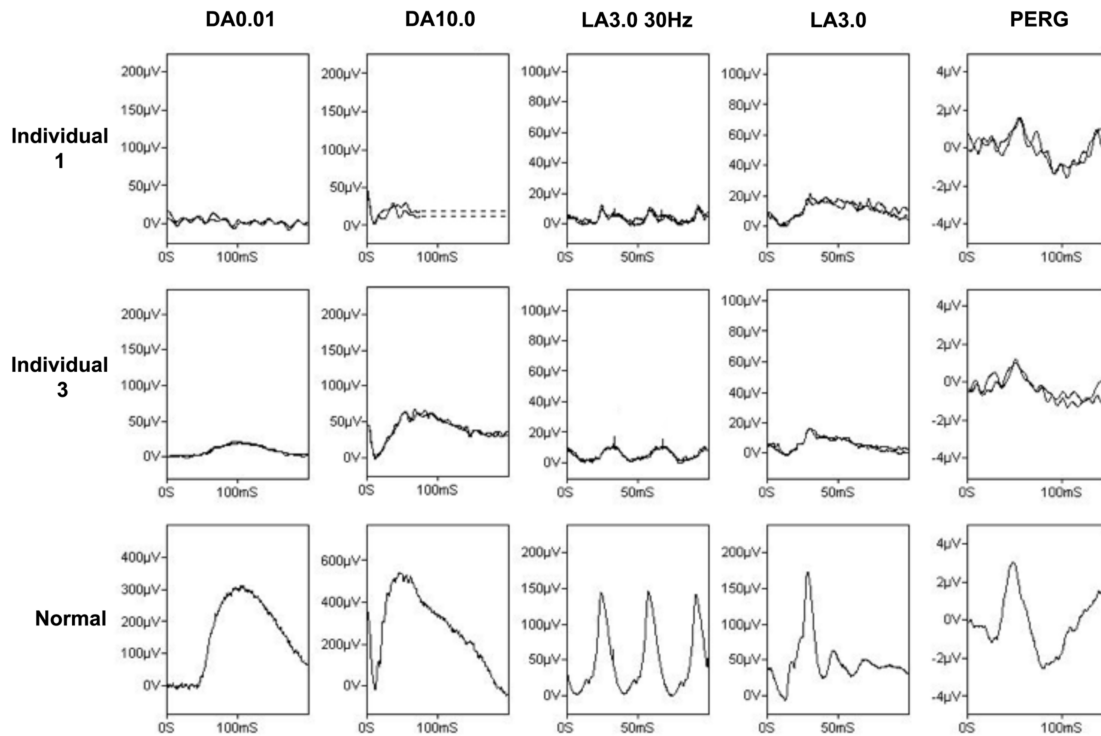 DA0.01 DA10.0 LA3.0 30Hz LA3.0 PERG
Individual
1
200µV 200µV 100µV 100µV 4µV
150µV 150µV 80µV 80µV 2µV
100µV 100µV 60µV 60µV 0V
50µV 50µV 40µV 40µV -2µV
0V 0V 20µV 20µV -4µV
0V 0V
0S 100mS 0S 100mS 0S 50mS 0S 50mS 0S 100mS
Individual
3
200µV 200µV 100µV 100µV 4µV
150µV 150µV 80µV 80µV 2µV
100µV 100µV 60µV 60µV 0V
50µV 50µV 40µV 40µV -2µV
0V 0V 20µV 20µV -4µV
0V 0V
0S 100mS 0S 100mS 0S 50mS 0S 50mS 0S 100mS
Normal
400µV 600µV 200µV 200µV 4µV
300µV 400µV 150µV 150µV 2µV
200µV 200µV 100µV 100µV 0V
100µV 0V 50µV 50µV -2µV
0V 0V 0V -4µV
0S 100mS 0S 100mS 0S 50mS 0S 50mS 0S 100mS